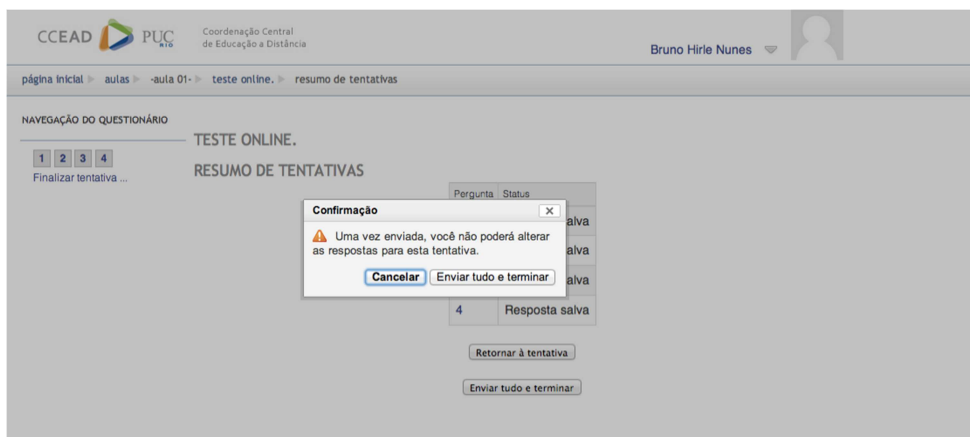 CCEAD PUC RIO
Coordenação Central
de Educação a Distância
Bruno Hirle Nunes
página inicial aulas -aula 01- teste online. resumo de tentativas
NAVEGAÇÃO DO QUESTIONÁRIO
1 2 3 4
Finalizar tentativa ...
TESTE ONLINE.
RESUMO DE TENTATIVAS
Pergunta Status
Confirmação
Uma vez enviada, você não poderá alterar
as respostas para esta tentativa.
Cancelar Enviar tudo e terminar
alva
alva
alva
4 Resposta salva
Retornar à tentativa
Enviar tudo e terminar